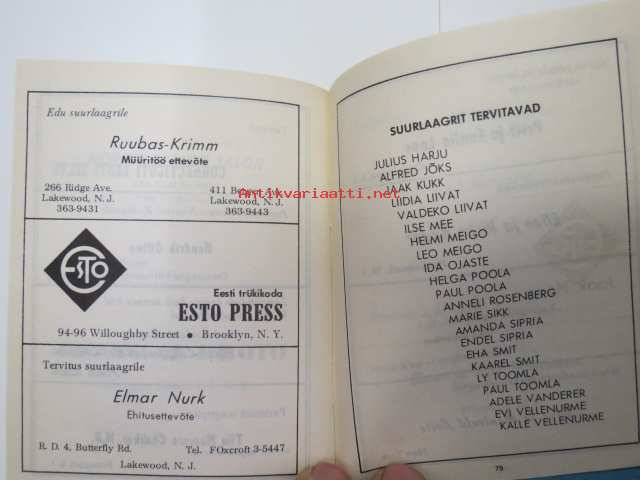 Edu suurlaagrile
Ruubas-Krimm
Müüritöö ettevõte
266 Ridge Ave.
Lakewood, N. J.
363-9431
411 Ave.
Lakewood, N. J.
363-9443
Antikvariaatti.net
ESTO
Eesti trükikoda
ESTO PRESS
94-96 Willoughby Street • Brooklyn, N. Y.
Tervitus suurlaagrile
Elmar Nurk
Ehitusettevõte
R. D. 4, Butterfly Rd.
Tel. FOxcroft 3-5447
Lakewood, N. J.
SUURLAAGRIT TERVITAVAD
JULIUS HARJU
ALFRED JÕKS
JAAK KUKK
LIIDIA LIIVAT
VALDEKO LIIVAT
ILSE MEE
HELMI MEIGO
LEO MEIGO
IDA OJASTE
HELGA POOLA
PAUL POOLA
ANNELI ROSENBERG
MARIE SIKK
AMANDA SIPRIA
ENDEL SIPRIA
EHA SMIT
KAAREL SMIT
LY TOOMLA
PAUL TOOMLA
ADELE VANDERER
EVI VELLENURME
KALLE VELLENURME
79